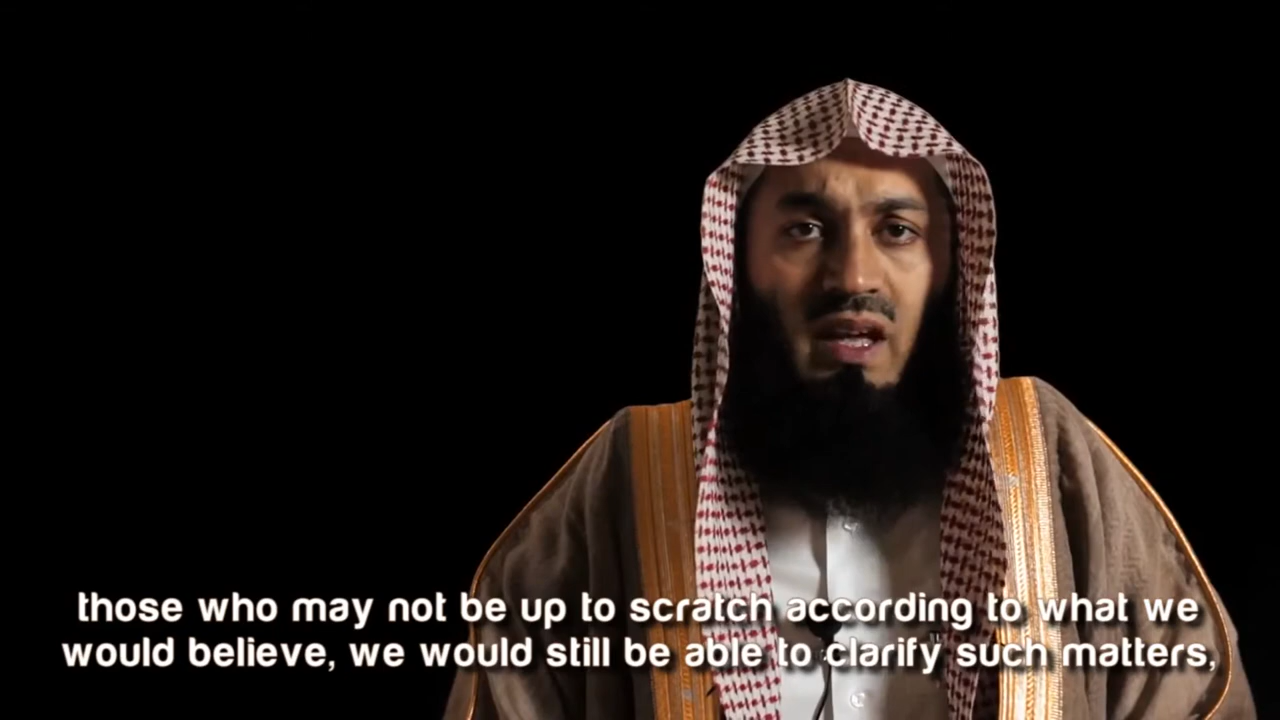 those who may not be up to scratch according to what we
would believe, we would still be able to clarify such matters,